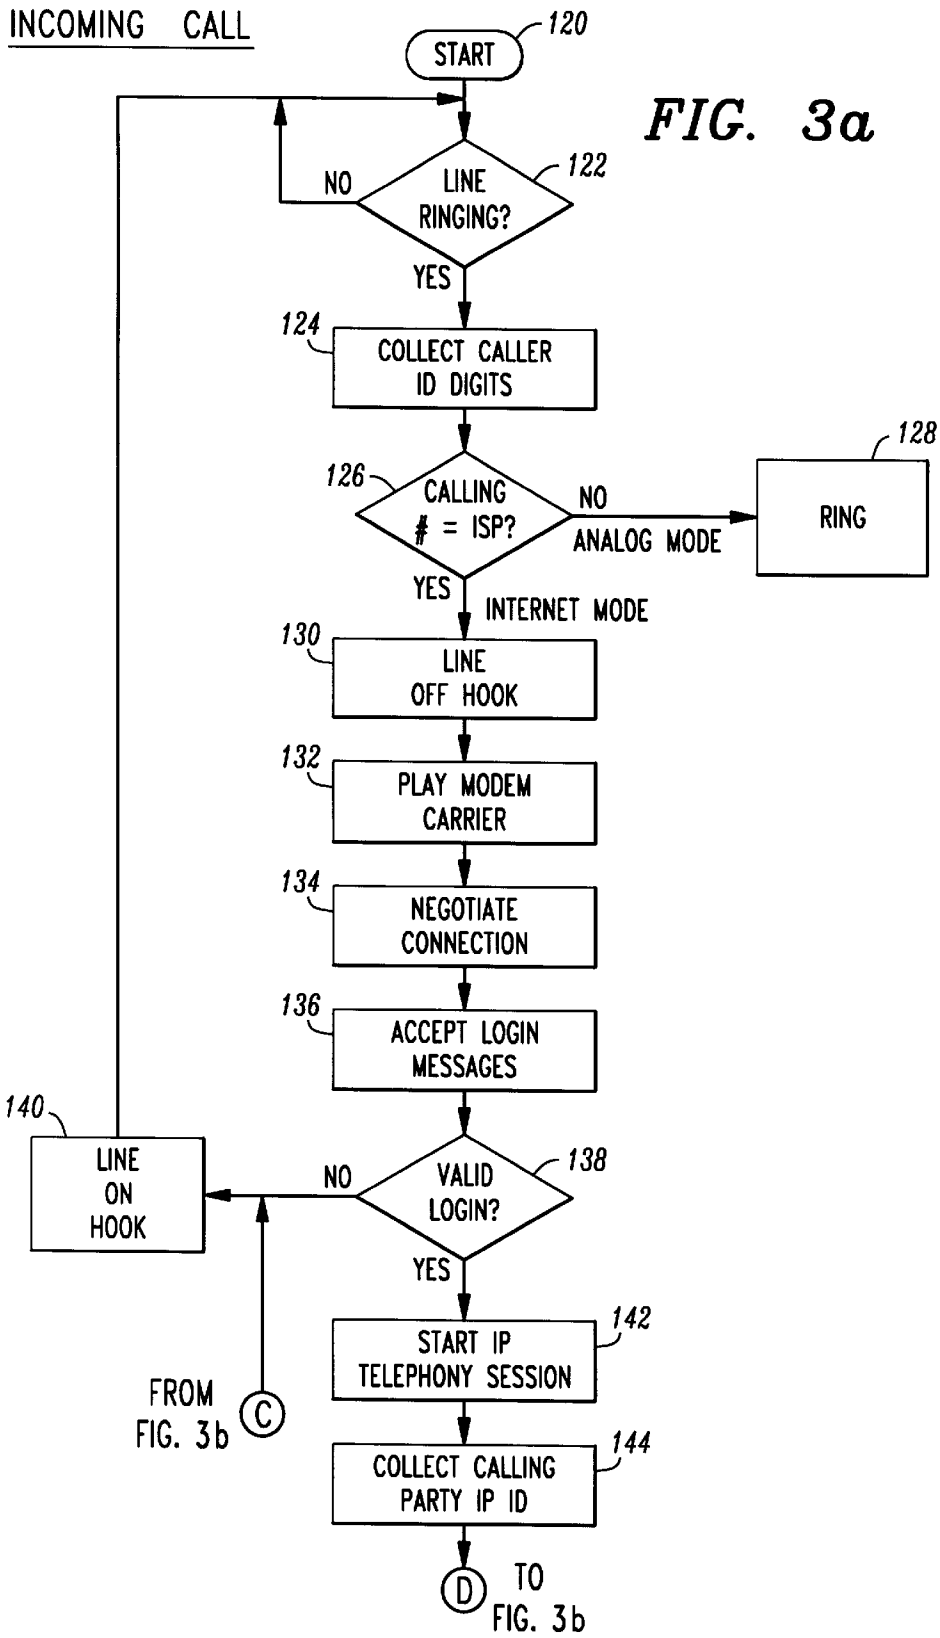 INCOMING CALL
120
START
FIG. 3a
122
LINE
RINGING?
NO
YES
124
COLLECT CALLER
ID DIGITS
126
CALLING
# = ISP?
NO
ANALOG MODE
128
RING
YES
INTERNET MODE
130
LINE
OFF HOOK
132
PLAY MODEM
CARRIER
134
NEGOTIATE
CONNECTION
136
ACCEPT LOGIN
MESSAGES
140
LINE
ON
HOOK
NO
138
VALID
LOGIN?
YES
142
START IP
TELEPHONY SESSION
FROM
FIG. 3b
C
144
COLLECT CALLING
PARTY IP ID
D
TO
FIG. 3b